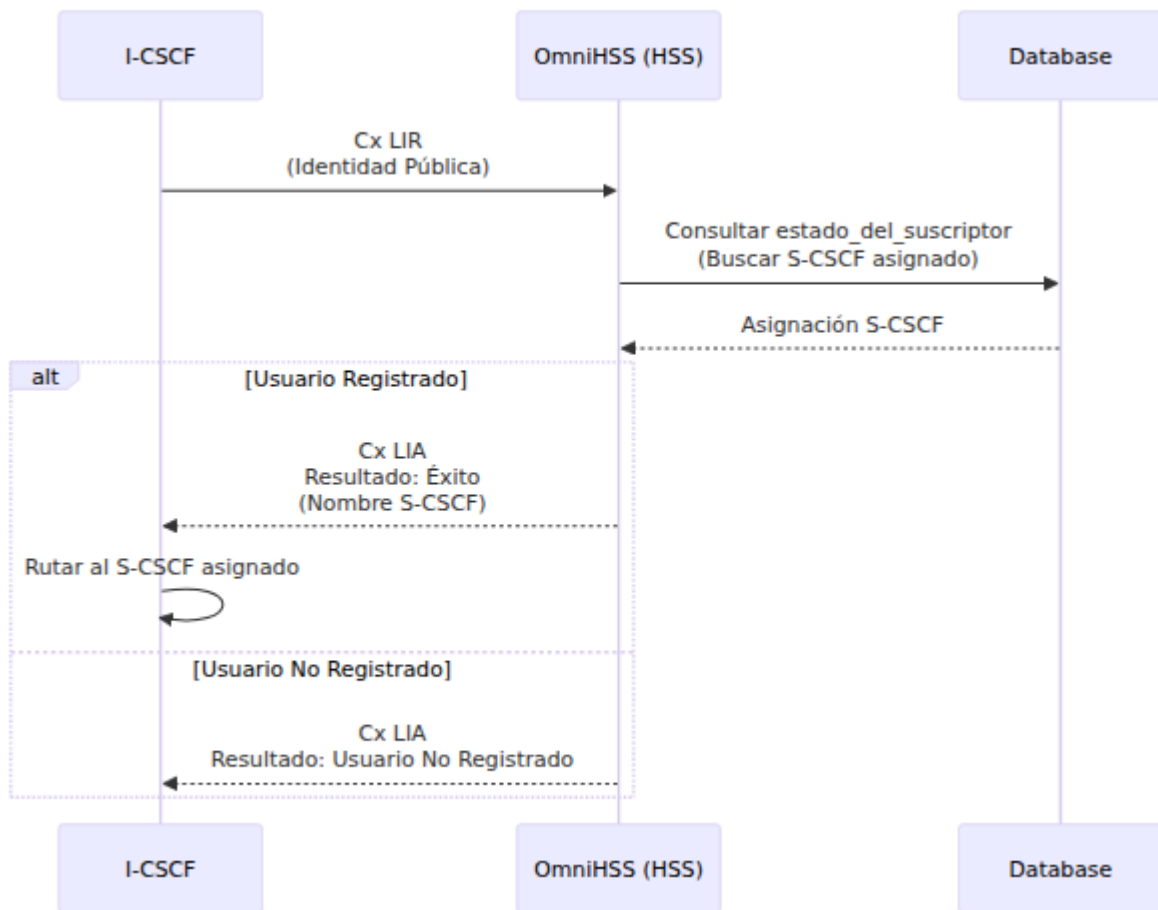 I-CSCF
OmniHSS (HSS)
Database
Cx LIR
(Identidad Pública)
Consultar estado_del_suscriptor
(Buscar S-CSCF asignado)
Asignación S-CSCF
alt
[Usuario Registrado]
Cx LIA
Resultado: Éxito
(Nombre S-CSCF)
Rutar al S-CSCF asignado
[Usuario No Registrado]
Cx LIA
Resultado: Usuario No Registrado
I-CSCF
OmniHSS (HSS)
Database